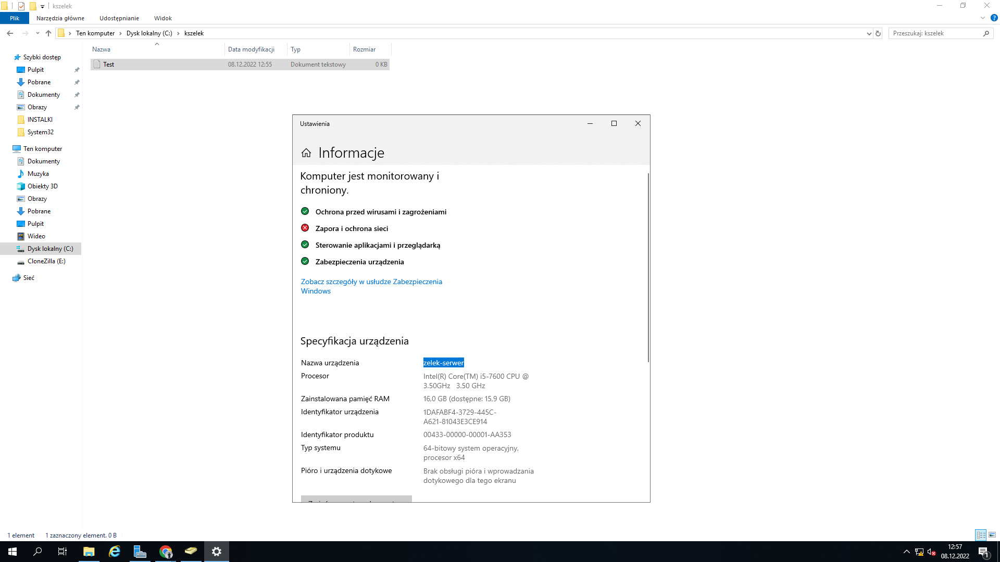 kszelek
Plik Narzędzia główne Udostępnianie Widok
Ten komputer Dysk lokalny (C:) kszelek
Przeszukaj: kszelek
Nazwa Data modyfikacji Typ Rozmiar
Test 08.12.2022 12:55 Dokument tekstowy 0 KB
Szybki dostęp
Pulpit
Pobrane
Dokumenty
Obrazy
INSTALKI
System32
Ten komputer
Dokumenty
Muzyka
Obiekty 3D
Obrazy
Pobrane
Pulpit
Wideo
Dysk lokalny (C:)
CloneZilla (E:)
Sieć
Ustawienia
Informacje
Komputer jest monitorowany i
chroniony.
Ochrona przed wirusami i zagrożeniami
Zapora i ochrona sieci
Sterowanie aplikacjami i przeglądarką
Zabezpieczenia urządzenia
Zobacz szczegóły w usłudze Zabezpieczenia
Windows
Specyfikacja urządzenia
Nazwa urządzenia zelek-serwer
Procesor Intel(R) Core(TM) i5-7600 CPU @
3.50GHz 3.50 GHz
Zainstalowana pamięć RAM 16,0 GB (dostępne: 15,9 GB)
Identyfikator urządzenia 1DAFABF4-3729-445C-
A621-81043E3CE914
Identyfikator produktu 00433-00000-00001-AA353
Typ systemu 64-bitowy system operacyjny,
procesor x64
Pióro i urządzenia dotykowe Brak obsługi pióra i wprowadzania
dotykowego dla tego ekranu
1 element 1 zaznaczony element. 0 B
12:57
08.12.2022
1